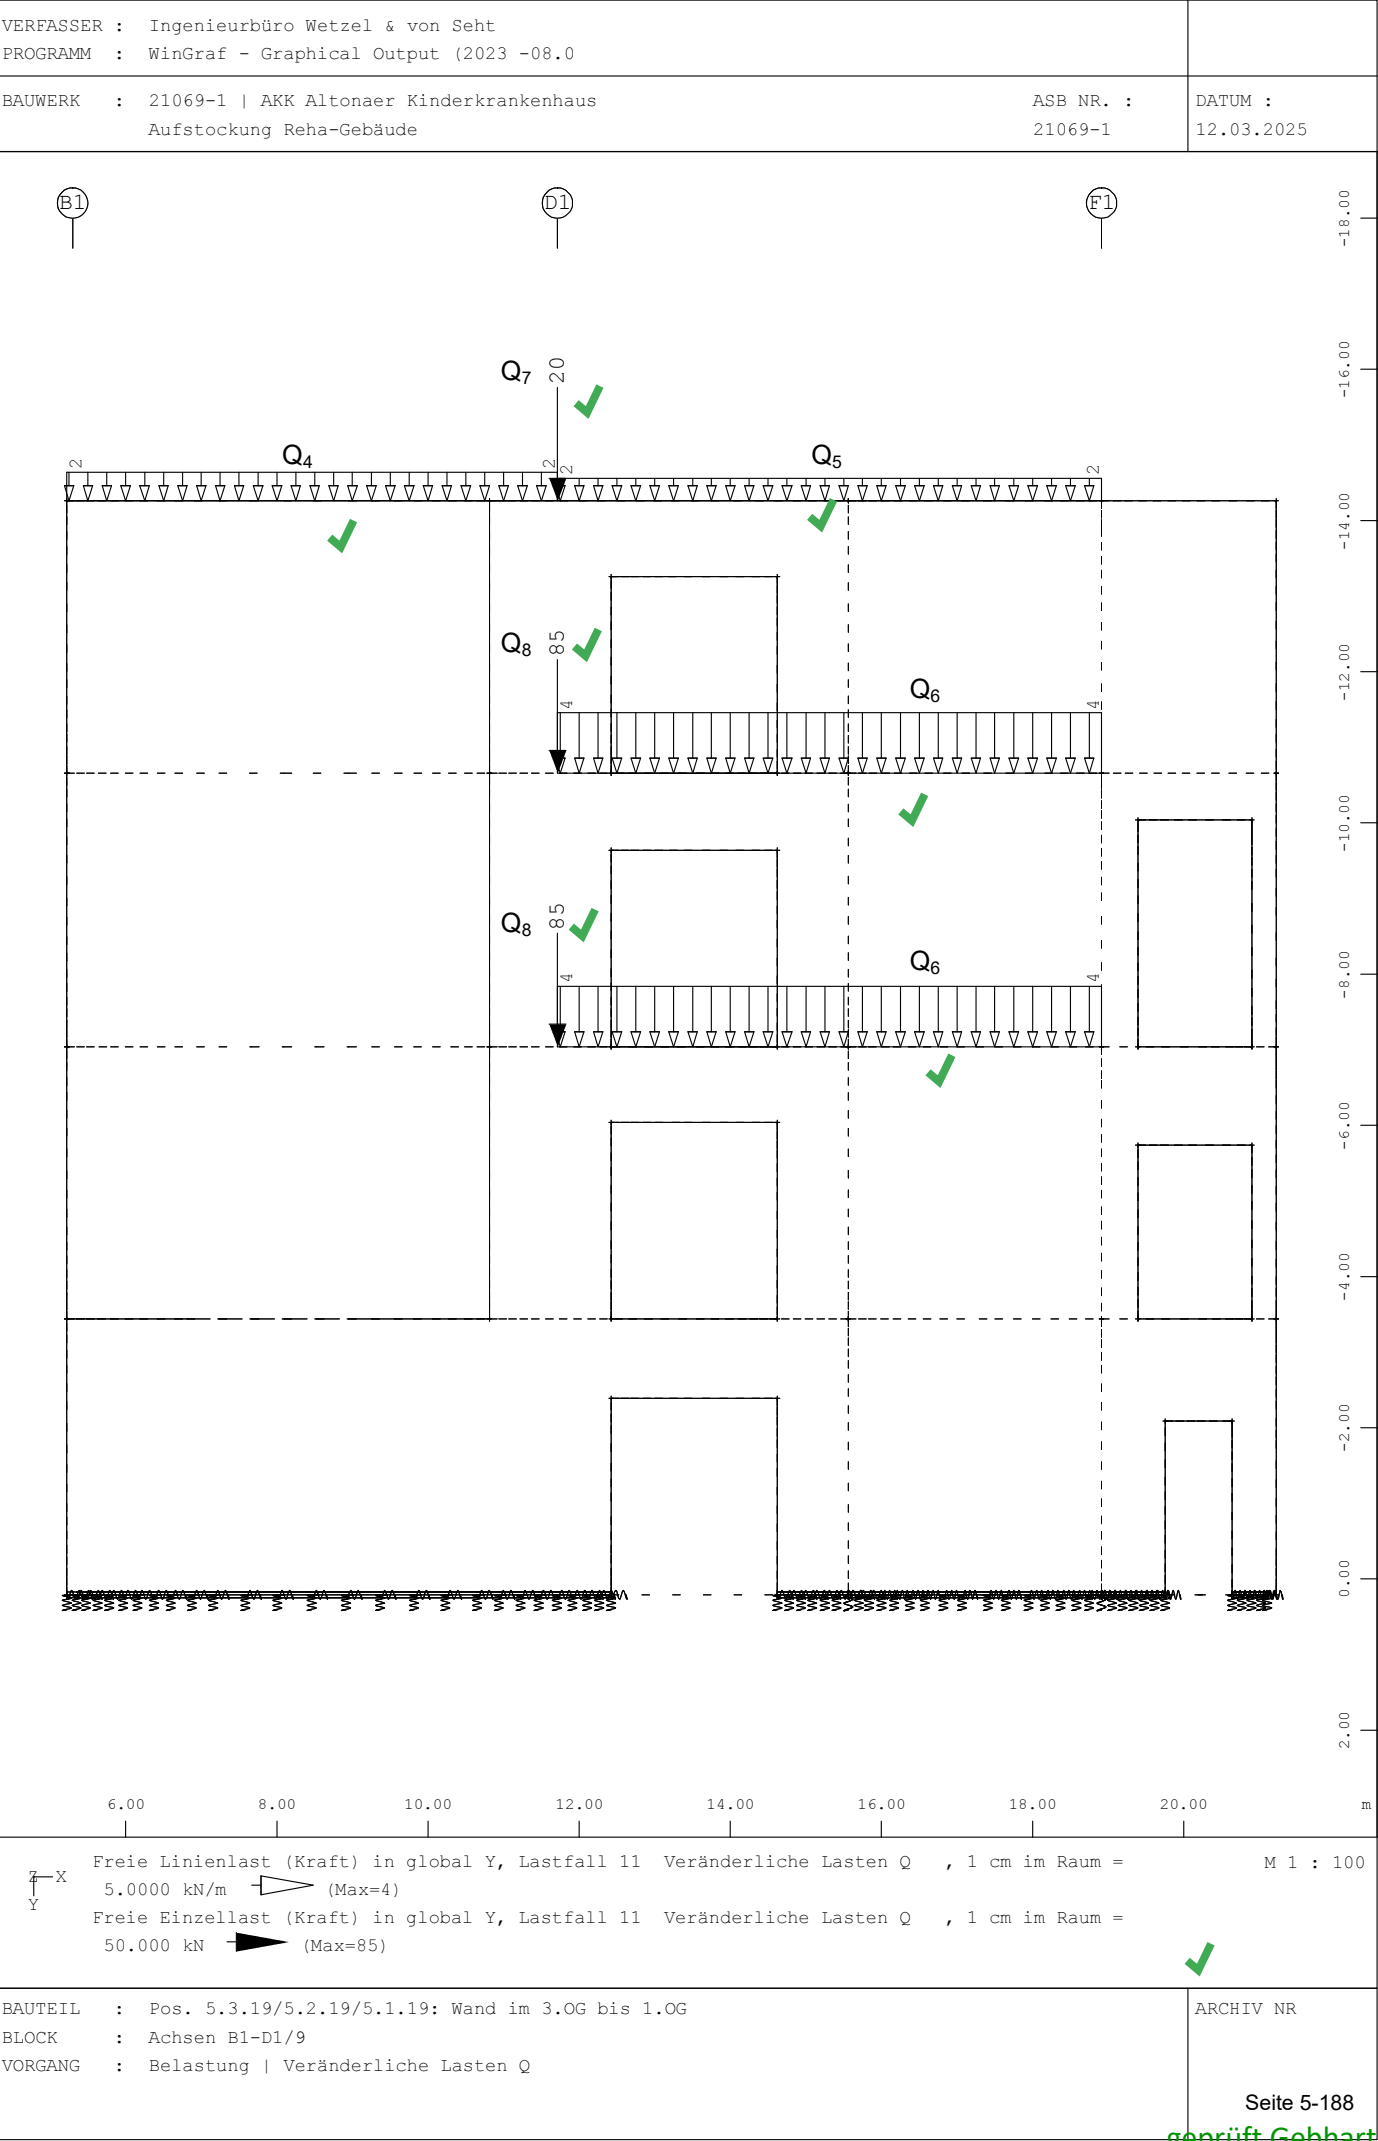 VERFASSER : Ingenieurbüro Wetzel & von Seht
PROGRAMM : WinGraf - Graphical Output (2023 -08.0
BAUWERK : 21069-1 | AKK Altonaer Kinderkrankenhaus
Aufstockung Reha-Gebäude
ASB NR. :
21069-1
DATUM :
12.03.2025
B1 D1 F1
-18.00
-16.00
Q7 20
2 Q4 2 2 Q5 2
-14.00
Q8 85
-12.00
4 Q6 4
-10.00
Q8 85
4 Q6 4
-8.00
-6.00
-4.00
-2.00
0.00
2.00
6.00 8.00 10.00 12.00 14.00 16.00 18.00 20.00 m
Z X
Y
Freie Linienlast (Kraft) in global Y, Lastfall 11 Veränderliche Lasten Q , 1 cm im Raum =
5.0000 kN/m (Max=4)
Freie Einzellast (Kraft) in global Y, Lastfall 11 Veränderliche Lasten Q , 1 cm im Raum =
50.000 kN (Max=85)
M 1 : 100
BAUTEIL : Pos. 5.3.19/5.2.19/5.1.19: Wand im 3.OG bis 1.OG
BLOCK : Achsen B1-D1/9
VORGANG : Belastung | Veränderliche Lasten Q
ARCHIV NR
Seite 5-188
geprüft Gebhart